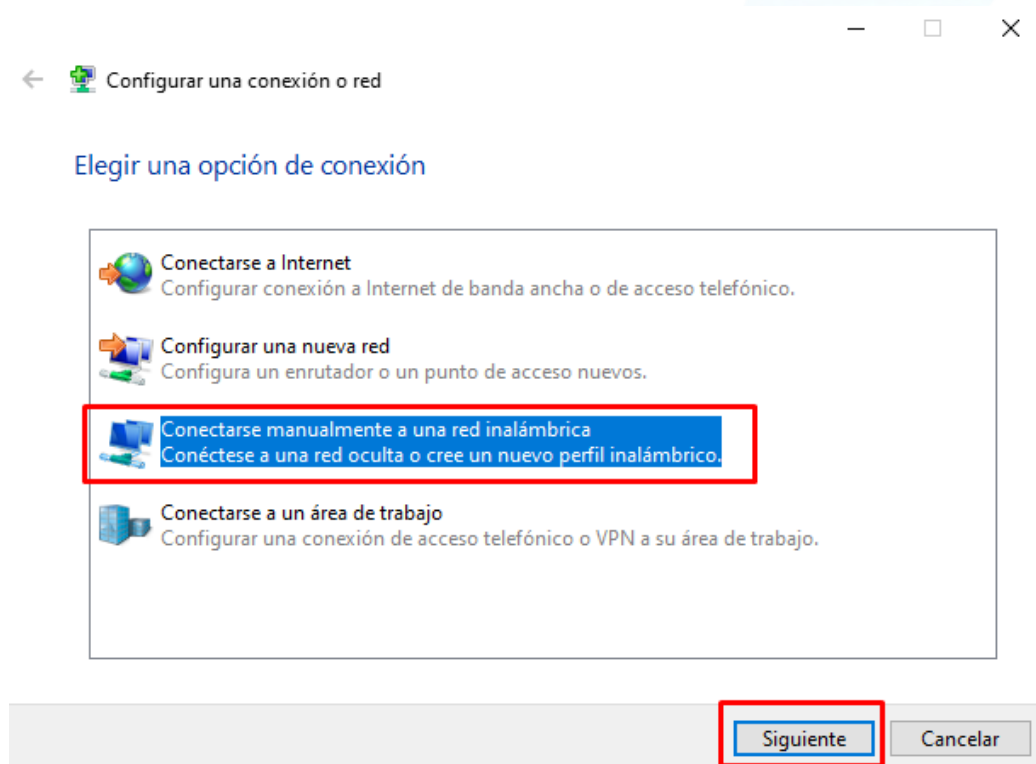 Configurar una conexión o red
Elegir una opción de conexión
Conectarse a Internet
Configurar conexión a Internet de banda ancha o de acceso telefónico.
Configurar una nueva red
Configura un enrutador o un punto de acceso nuevos.
Conectarse manualmente a una red inalámbrica
Conéctese a una red oculta o cree un nuevo perfil inalámbrico.
Conectarse a un área de trabajo
Configurar una conexión de acceso telefónico o VPN a su área de trabajo.
Siguiente
Cancelar